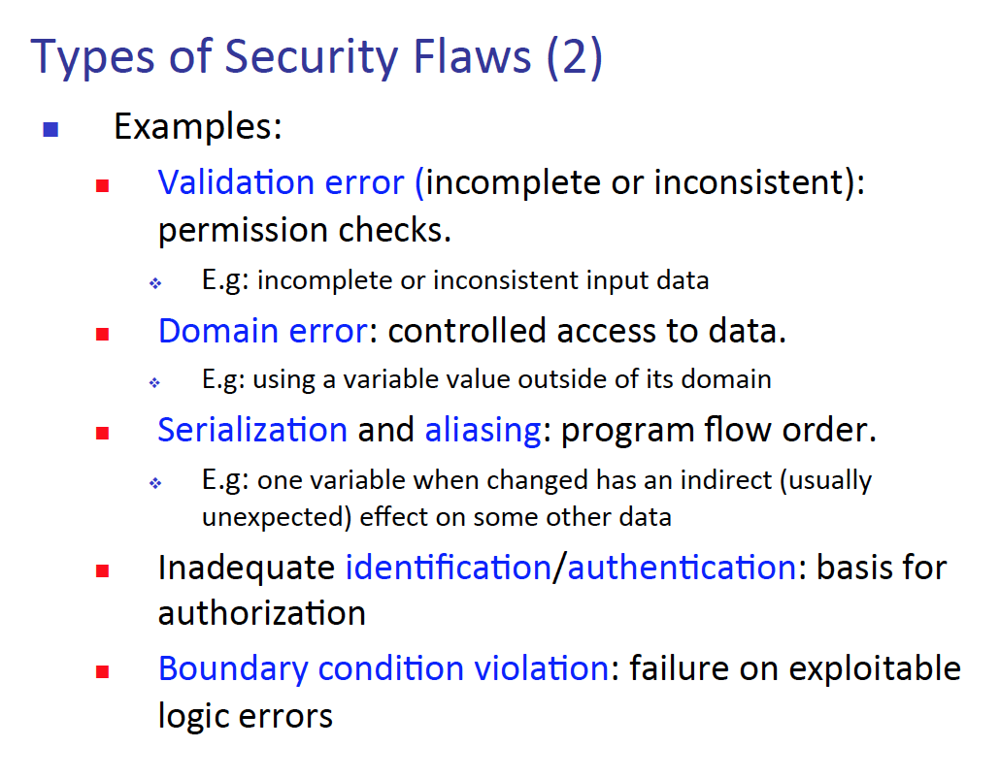 Types of Security Flaws (2)
Examples:
Validation error (incomplete or inconsistent):
permission checks.
E.g: incomplete or inconsistent input data
Domain error: controlled access to data.
E.g: using a variable value outside of its domain
Serialization and aliasing: program flow order.
E.g: one variable when changed has an indirect (usually
unexpected) effect on some other data
Inadequate identification/authentication: basis for
authorization
Boundary condition violation: failure on exploitable
logic errors